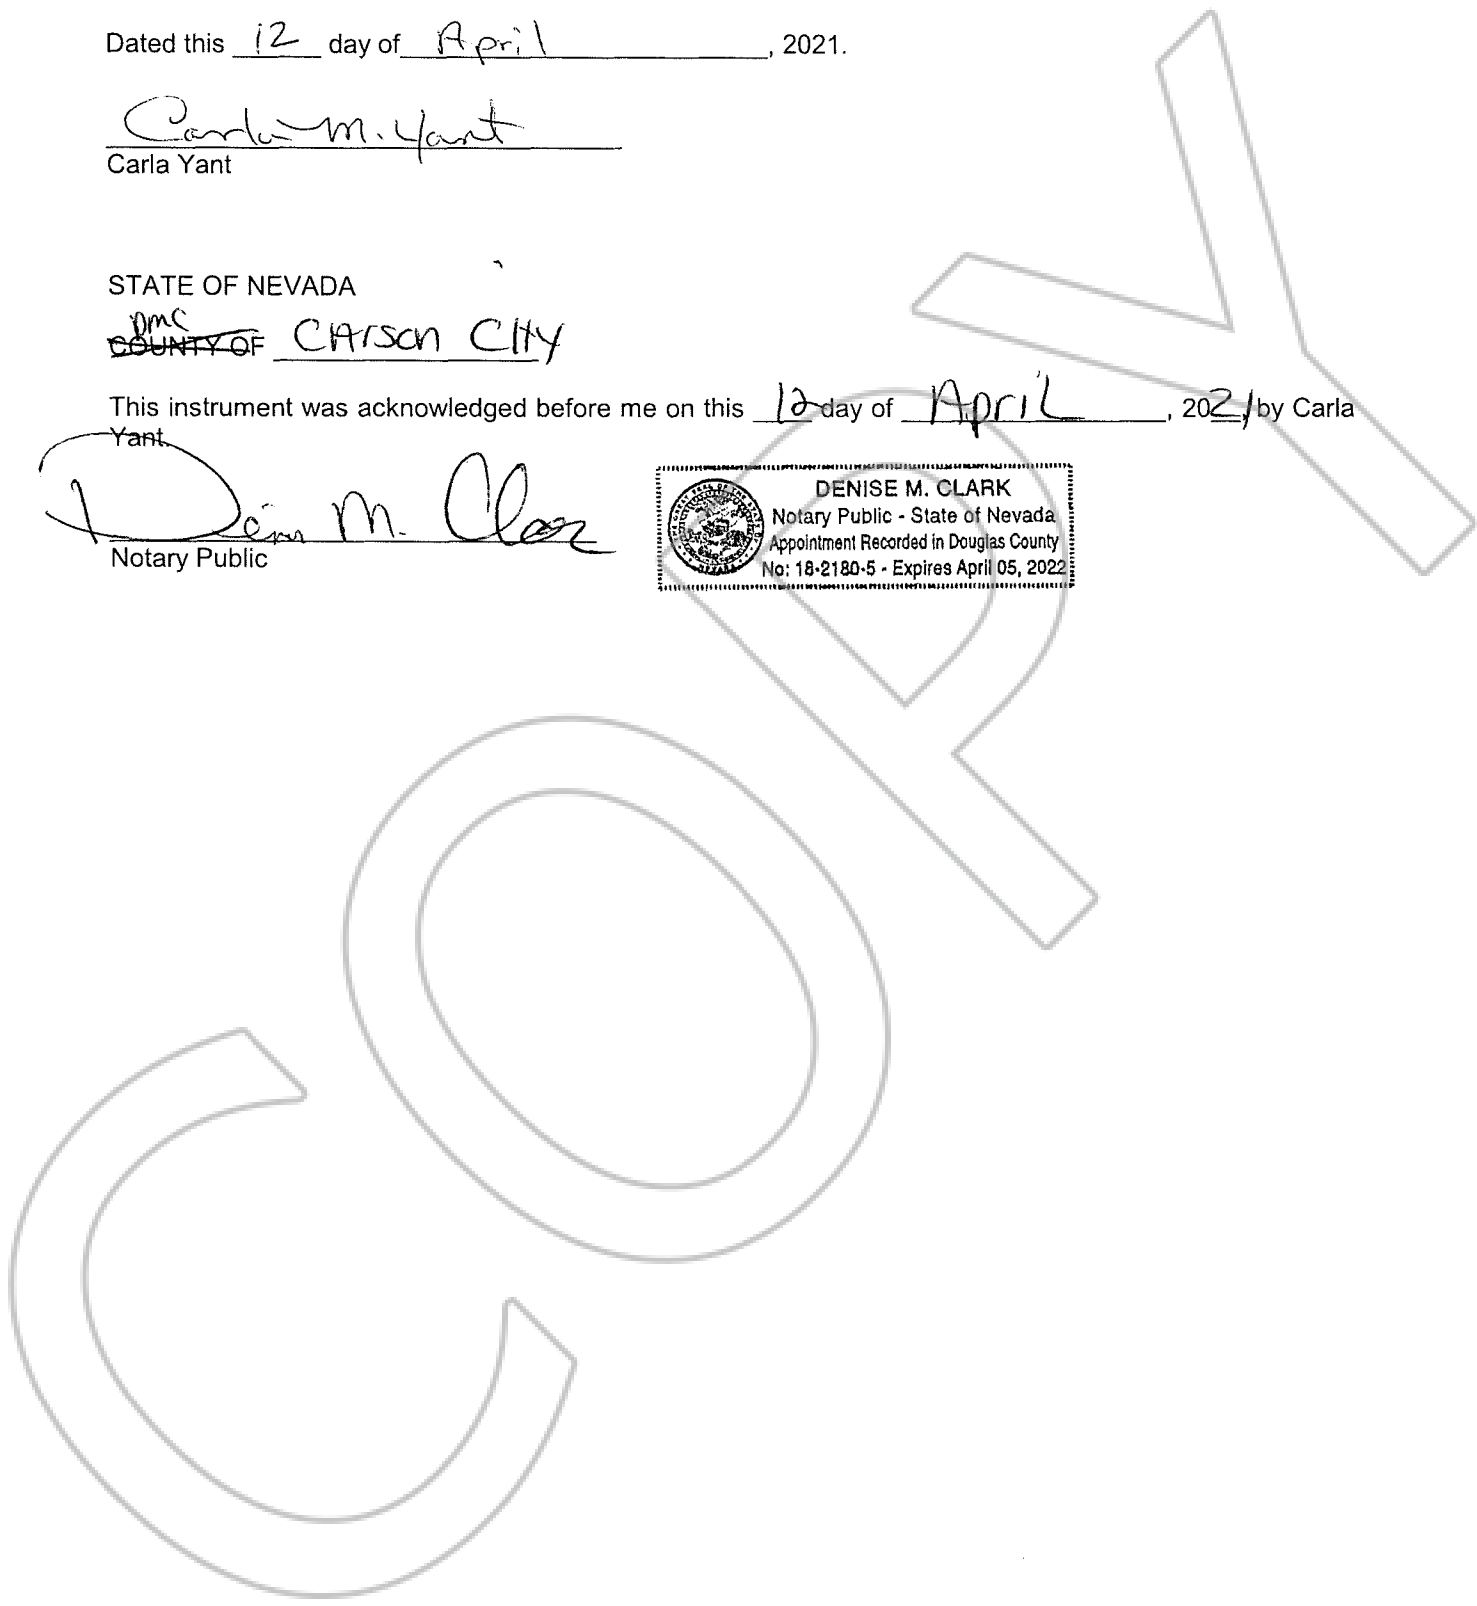 Dated this 12 day of April, 2021.
Carla M. Yant
Carla Yant
STATE OF NEVADA
DMC
COUNTY OF Carson City
This instrument was acknowledged before me on this 12 day of April, 2021 by Carla
Yant.
Denise M. Clark
Notary Public
DENISE M. CLARK
Notary Public - State of Nevada
Appointment Recorded in Douglas County
No: 18-2180-5 - Expires April 05, 2022
COPY